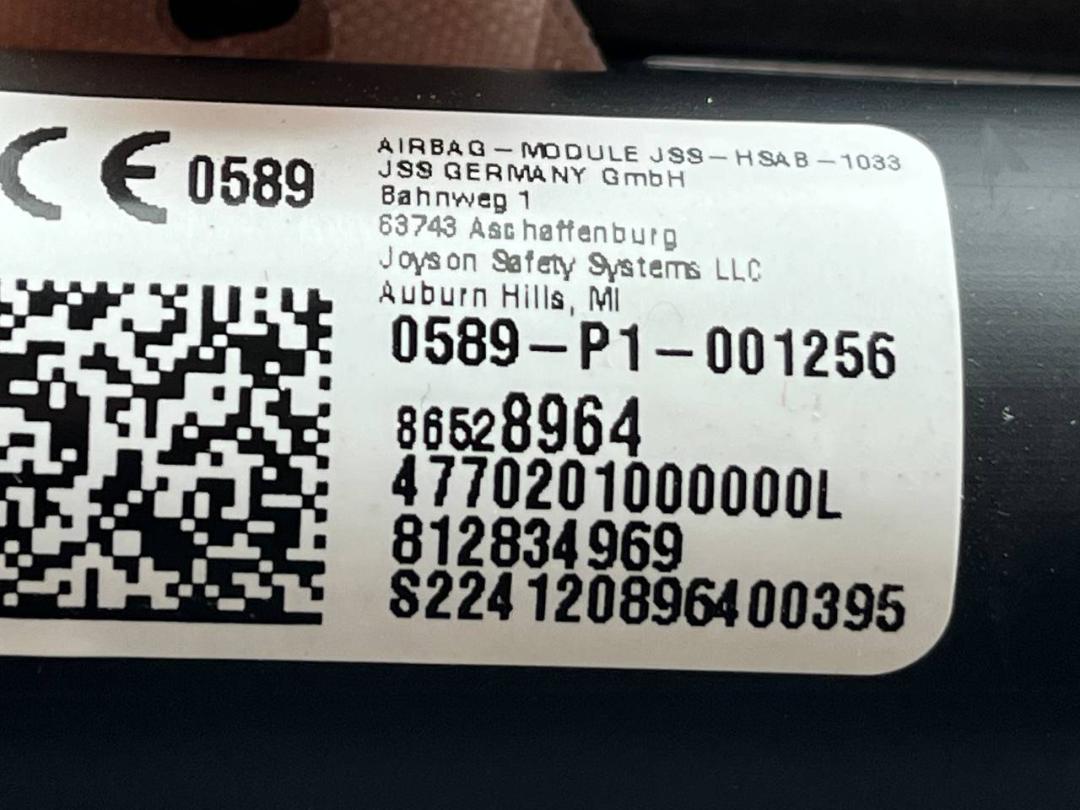 CE 0589
AIRBAG-MODULE JSS-HSAB-1033
JSS GERMANY GmbH
Bahnweg 1
63743 Aschaffenburg
Joyson Safety Systems LLC
Auburn Hills, MI
0589-P1-001256
86528964
4770201000000L
812834969
S224120896400395